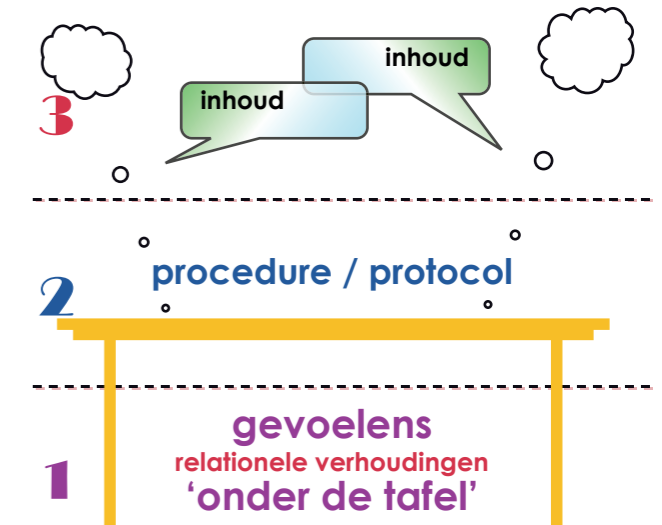 inhoud
inhoud
3
procedure / protocol
2
gevoelens
relationele verhoudingen
1
‘onder de tafel’